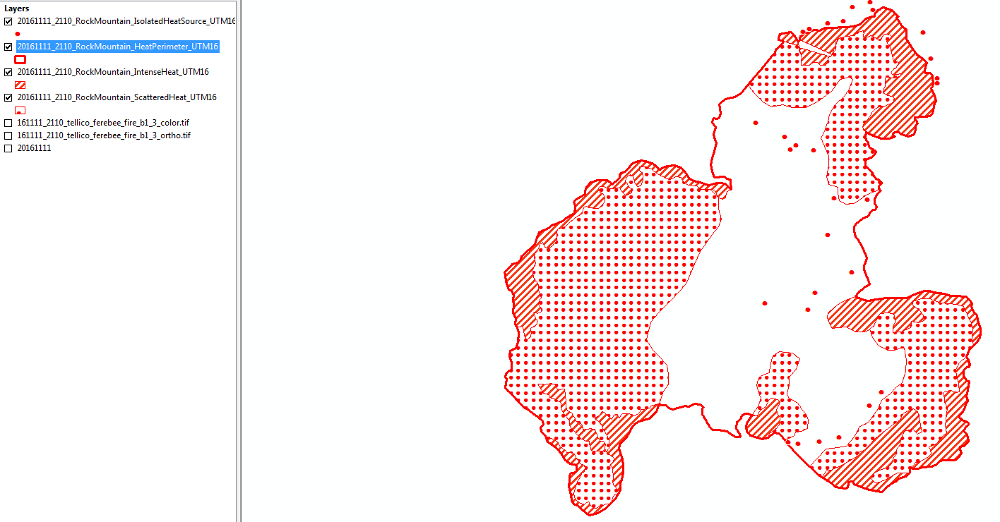 Layers
20161111_2110_RockMountain_IsolatedHeatSource_UTM16
20161111_2110_RockMountain_HeatPerimeter_UTM16
20161111_2110_RockMountain_IntenseHeat_UTM16
20161111_2110_RockMountain_ScatteredHeat_UTM16
161111_2110_tellico_ferebee_fire_b1_3_color.tif
161111_2110_tellico_ferebee_fire_b1_3_ortho.tif
20161111